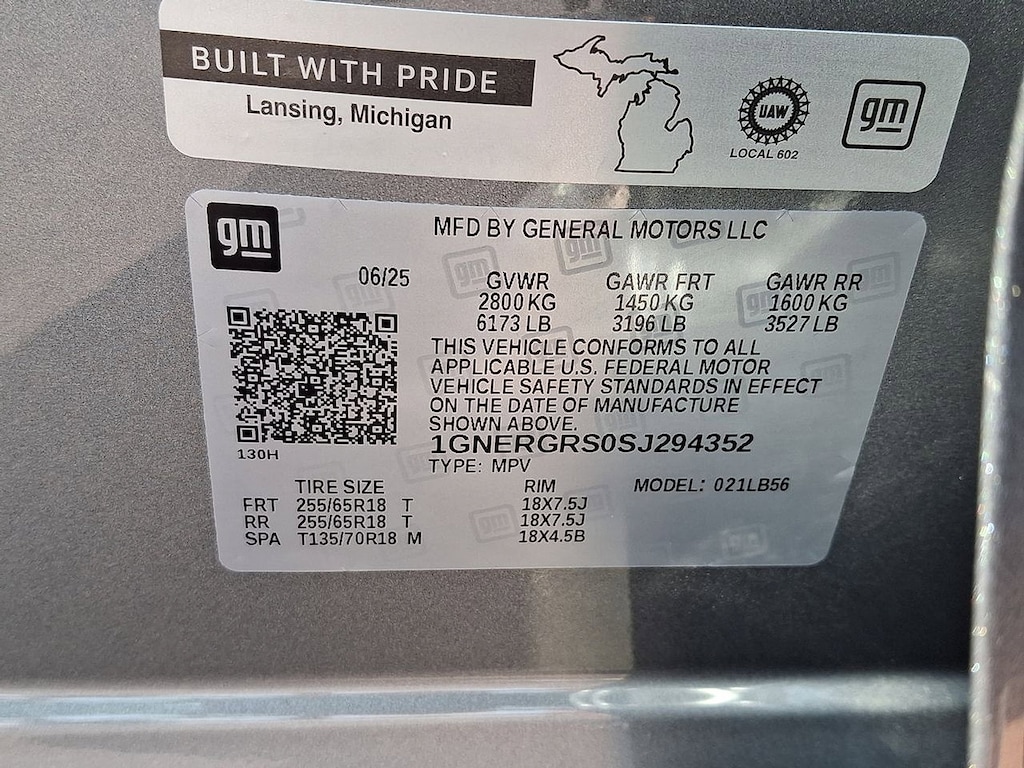 BUILT WITH PRIDE
Lansing, Michigan
UAW
LOCAL 602
gm
gm
MFD BY GENERAL MOTORS LLC
06/25 GVWR GAWR FRT GAWR RR
2800 KG 1450 KG 1600 KG
6173 LB 3196 LB 3527 LB
THIS VEHICLE CONFORMS TO ALL
APPLICABLE U.S. FEDERAL MOTOR
VEHICLE SAFETY STANDARDS IN EFFECT
ON THE DATE OF MANUFACTURE
SHOWN ABOVE.
1GNERGRS0SJ294352
130H
TYPE: MPV
TIRE SIZE RIM MODEL: 021LB56
FRT 255/65R18 T 18X7.5J
RR 255/65R18 T 18X7.5J
SPA T135/70R18 M 18X4.5B